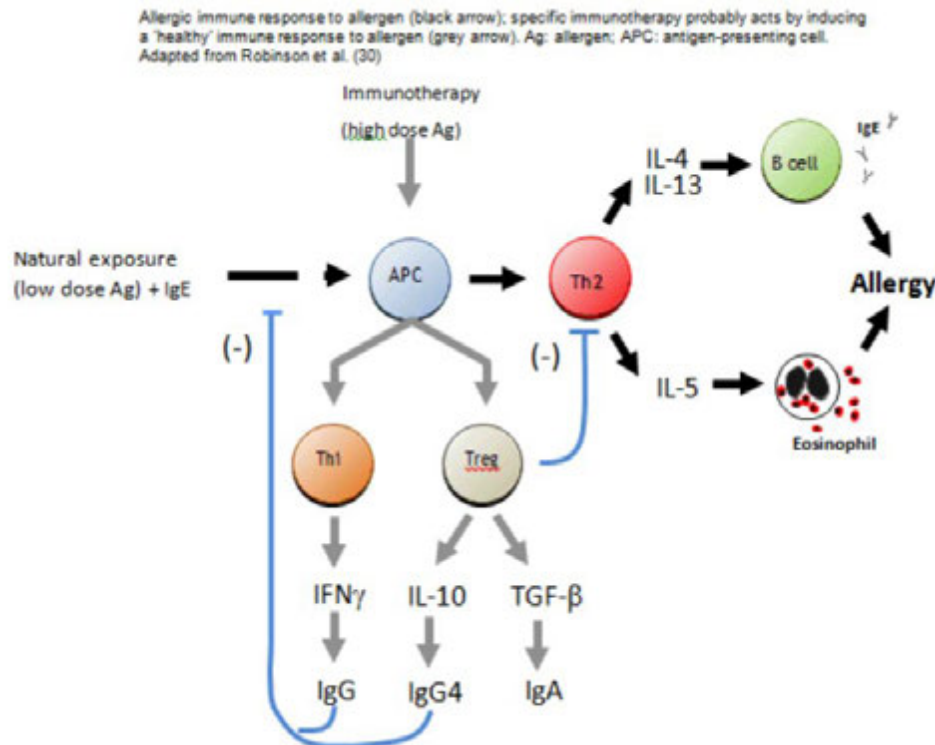 Allergic immune response to allergen (black arrow); specific immunotherapy probably acts by inducing
a 'healthy' immune response to allergen (grey arrow). Ag: allergen; APC: antigen-presenting cell.
Adapted from Robinson et al. (30)
Immunotherapy
(high dose Ag)
IgE
IL-4
IL-13
B cell
Natural exposure
(low dose Ag) + IgE
APC
Th2
Allergy
(-)
(-)
IL-5
Eosinophil
Th1
Treg
IFNγ
IL-10
TGF-β
IgG
IgG4
IgA